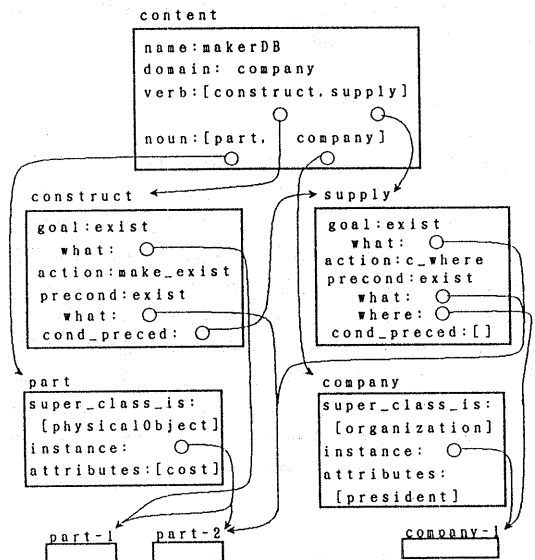 content
name:makerDB
domain: company
verb:[construct,supply]
noun:[part, company]
construct
goal:exist
what:
action:make_exist
precond:exist
what:
cond_preced:
supply
goal:exist
what:
action:c_where
precond:exist
what:
where:
cond_preced:[]
part
super_class_is:
[physicalObject]
instance:
attributes:[cost]
company
super_class_is:
[organization]
instance:
attributes:
[president]
part-1
part-2
company-1